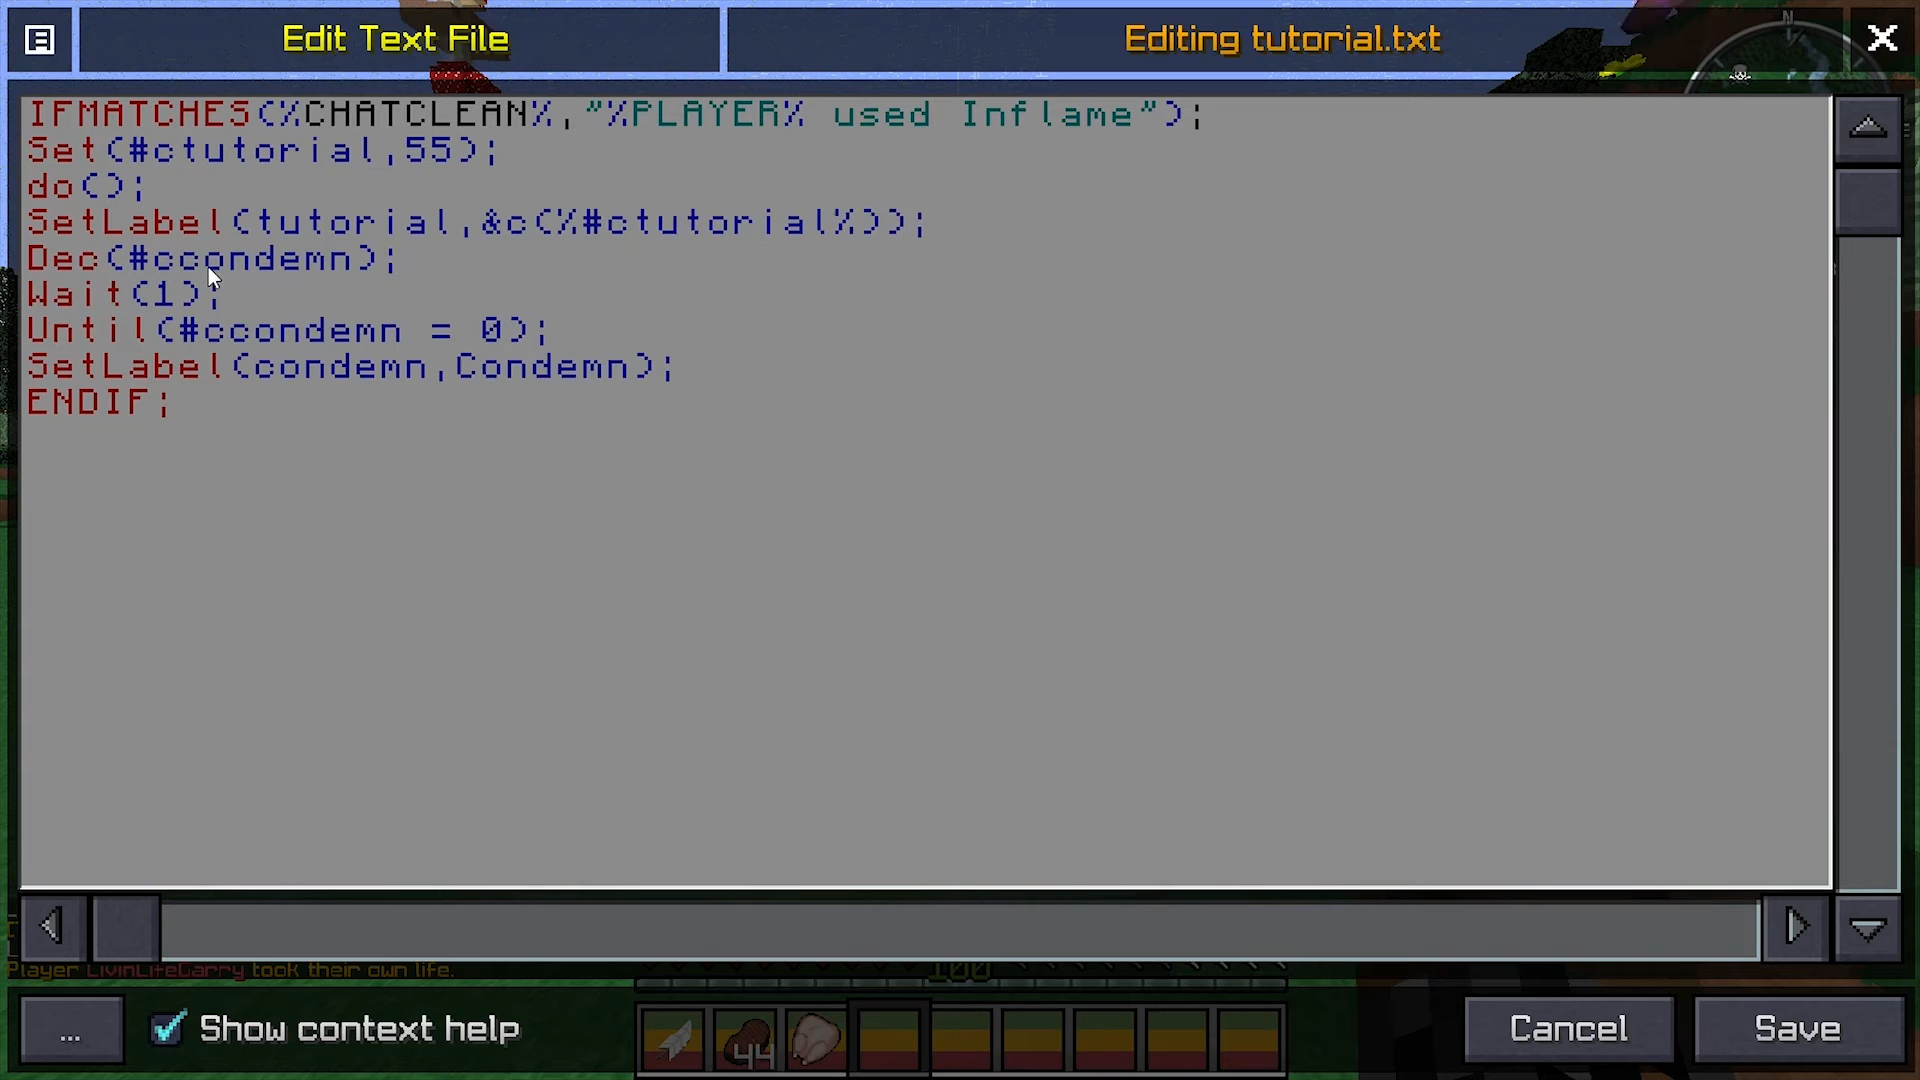 Edit Text File
Editing tutorial.txt
N
IFMATCHES(%CHATCLEAN%,"%PLAYER% used Inflame");
Set(#ctutorial,55);
do();
SetLabel(tutorial,&c(%#ctutorial%));
Dec(#ccondemn);
Wait(1);
Until(#ccondemn = 0);
SetLabel(condemn,Condemn);
ENDIF;
Player LivinLifeCarry took their own life.
100
...
Show context help
44
Cancel
Save